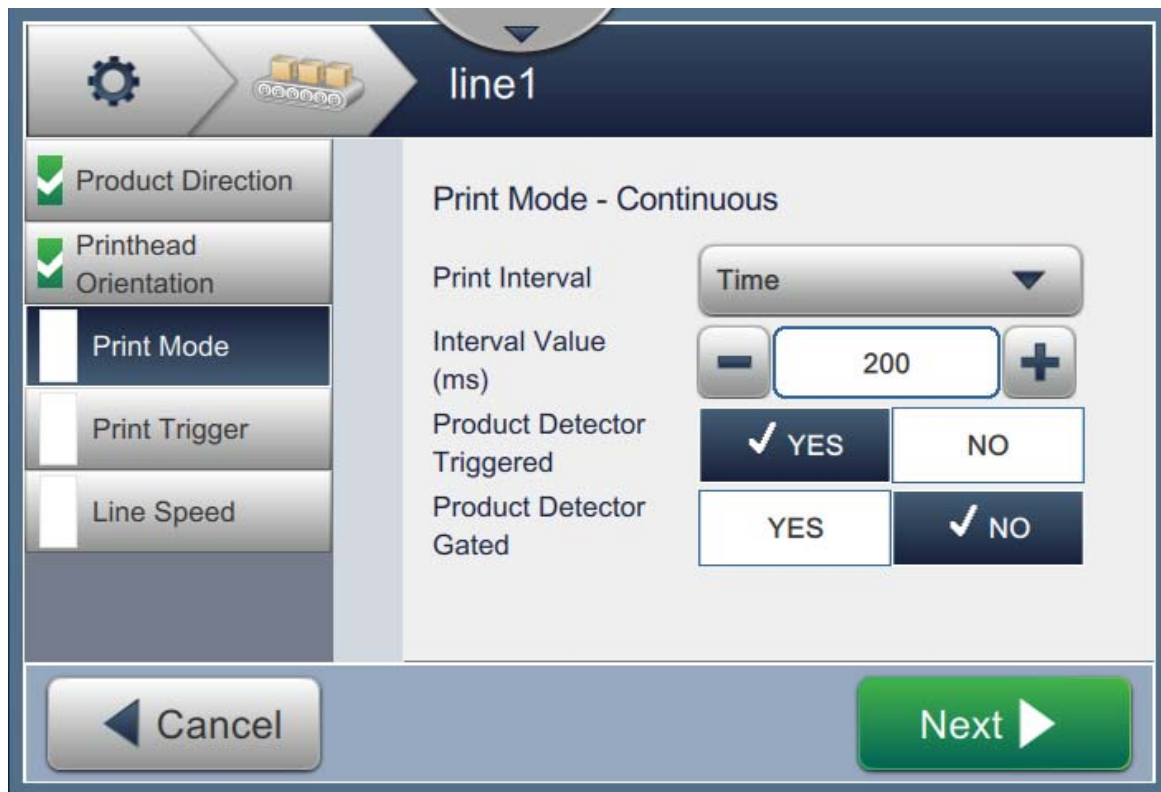 line1
Product Direction
Printhead
Orientation
Print Mode
Print Trigger
Line Speed
Print Mode - Continuous
Print Interval
Time
Interval Value
(ms)
200
Product Detector
Triggered
YES
NO
Product Detector
Gated
YES
NO
Cancel
Next